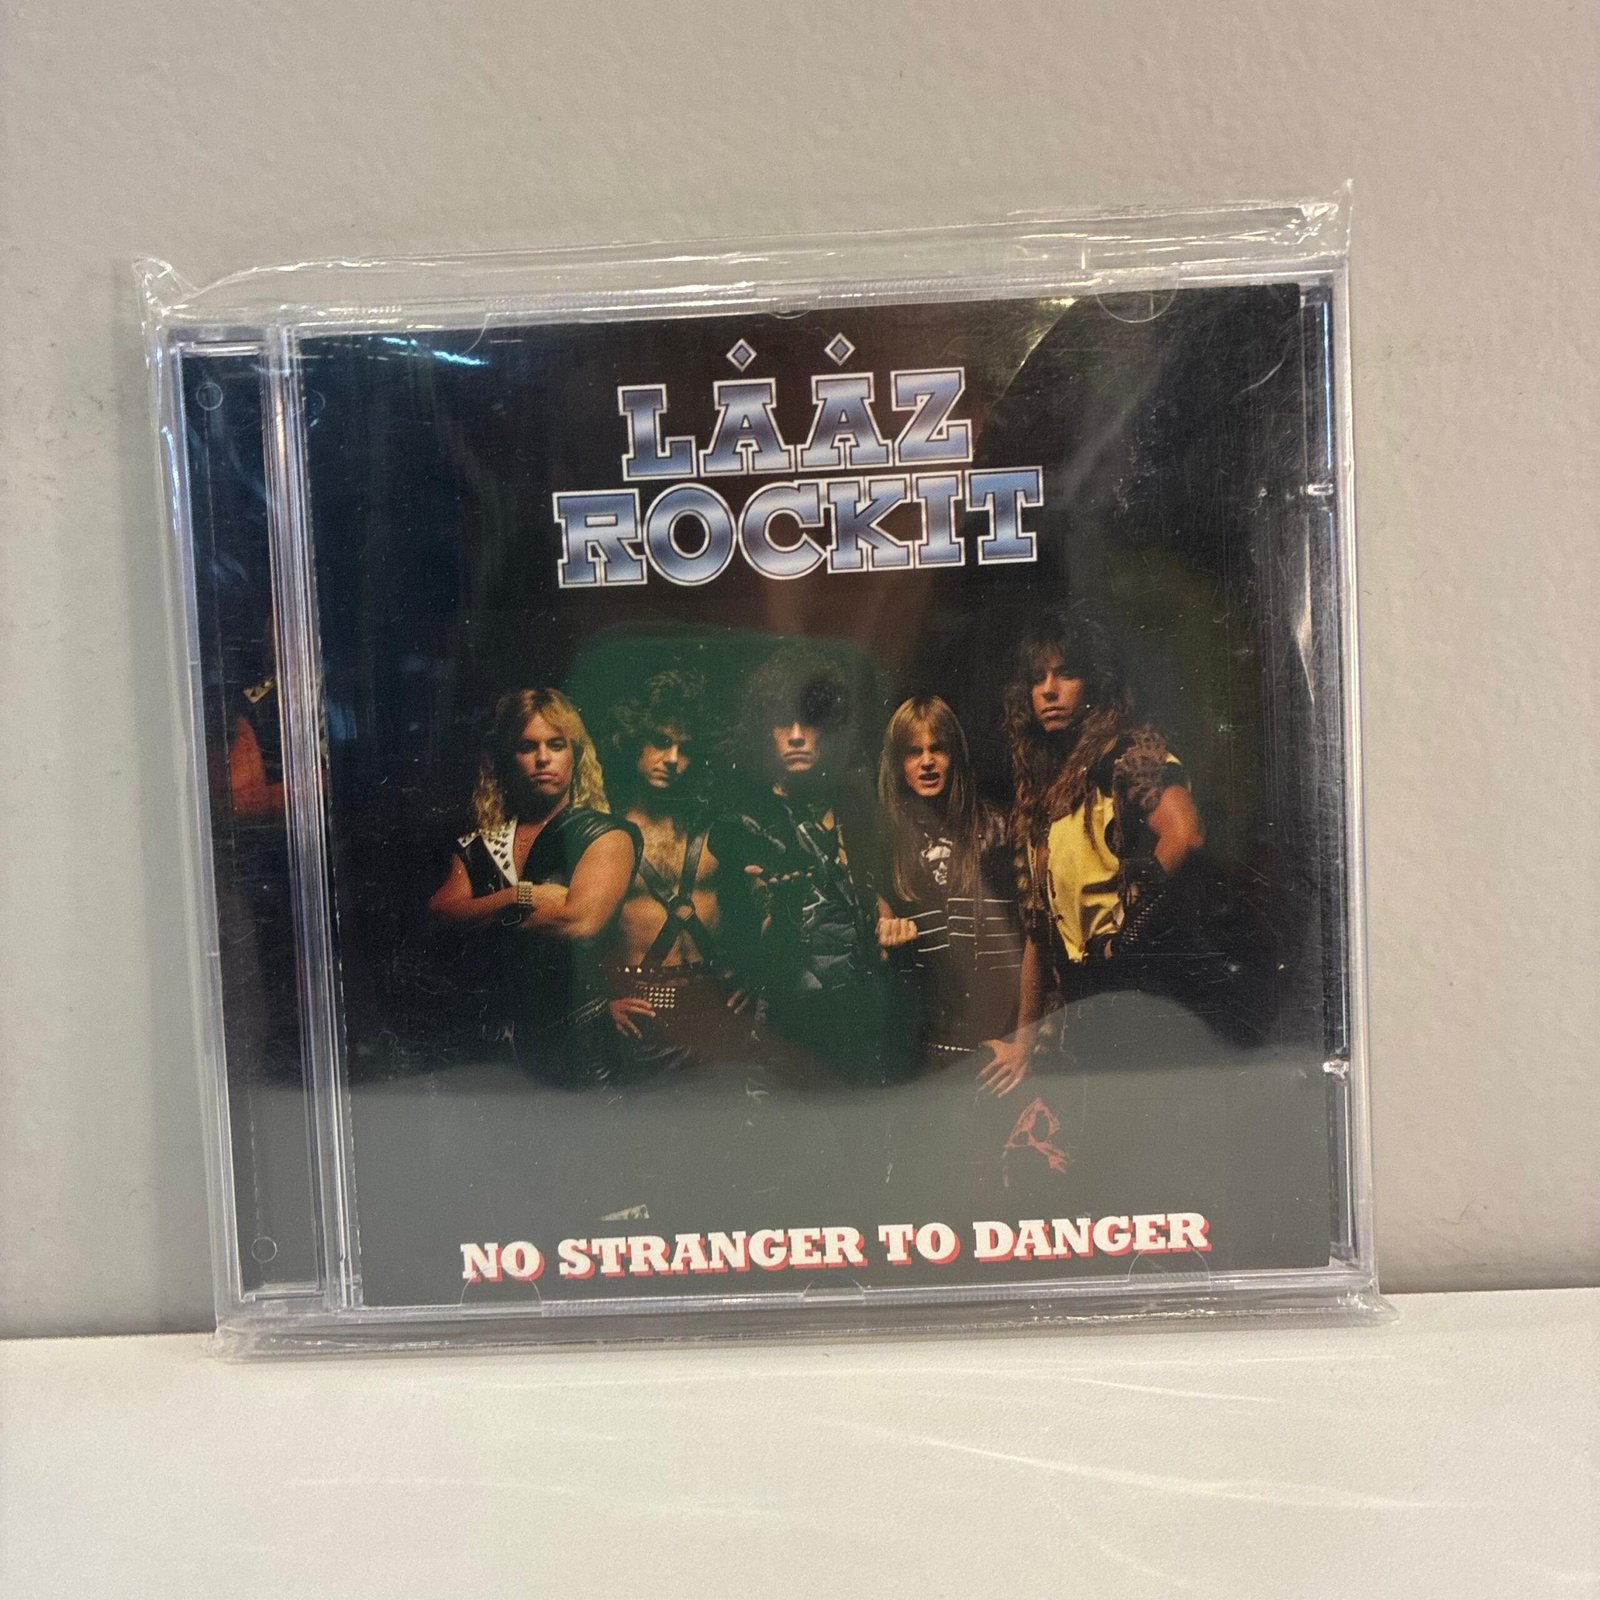 LÄÄZ
ROCKIT
NO STRANGER TO DANGER